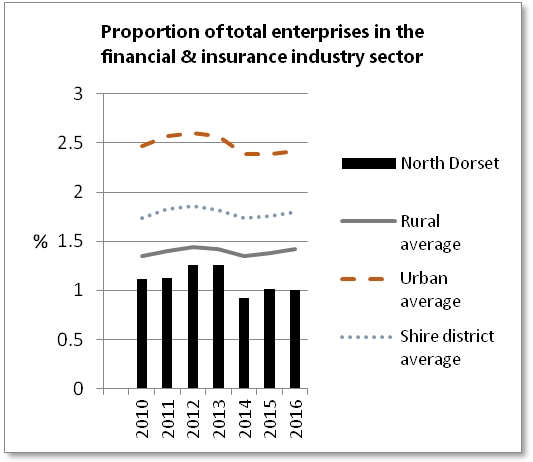 Proportion of total enterprises in the
financial & insurance industry sector
3
2.5
2
% 1.5
1
0.5
0
2010
2011
2012
2013
2014
2015
2016
North Dorset
Rural
average
Urban
average
Shire district
average